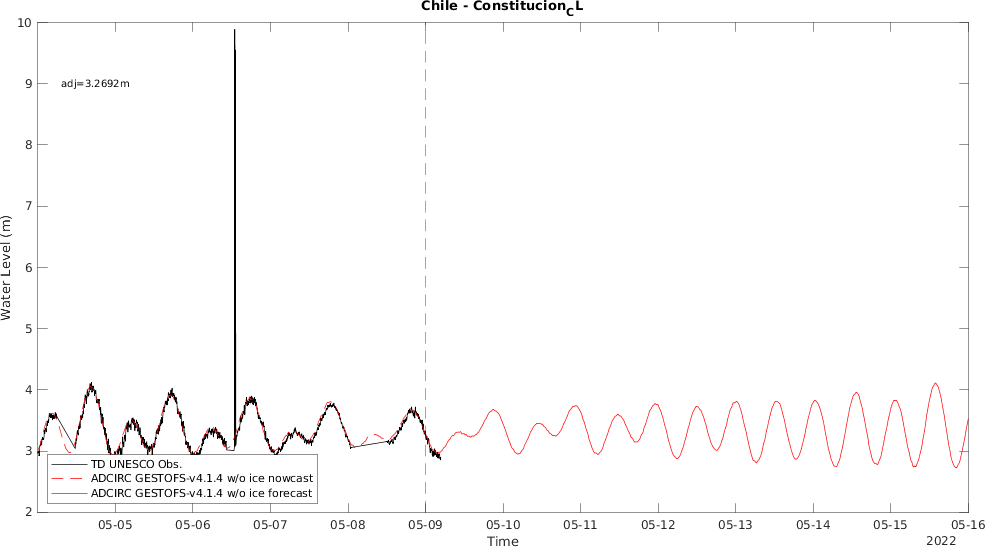 Chile - Constitucion_CL
10
9
adj=3.2692m
8
7
6
5
4
3
2
Water Level (m)
TD UNESCO Obs.
ADCIRC GESTOFS-v4.1.4 w/o ice nowcast
ADCIRC GESTOFS-v4.1.4 w/o ice forecast
05-05 05-06 05-07 05-08 05-09 05-10 05-11 05-12 05-13 05-14 05-15 05-16
Time
2022